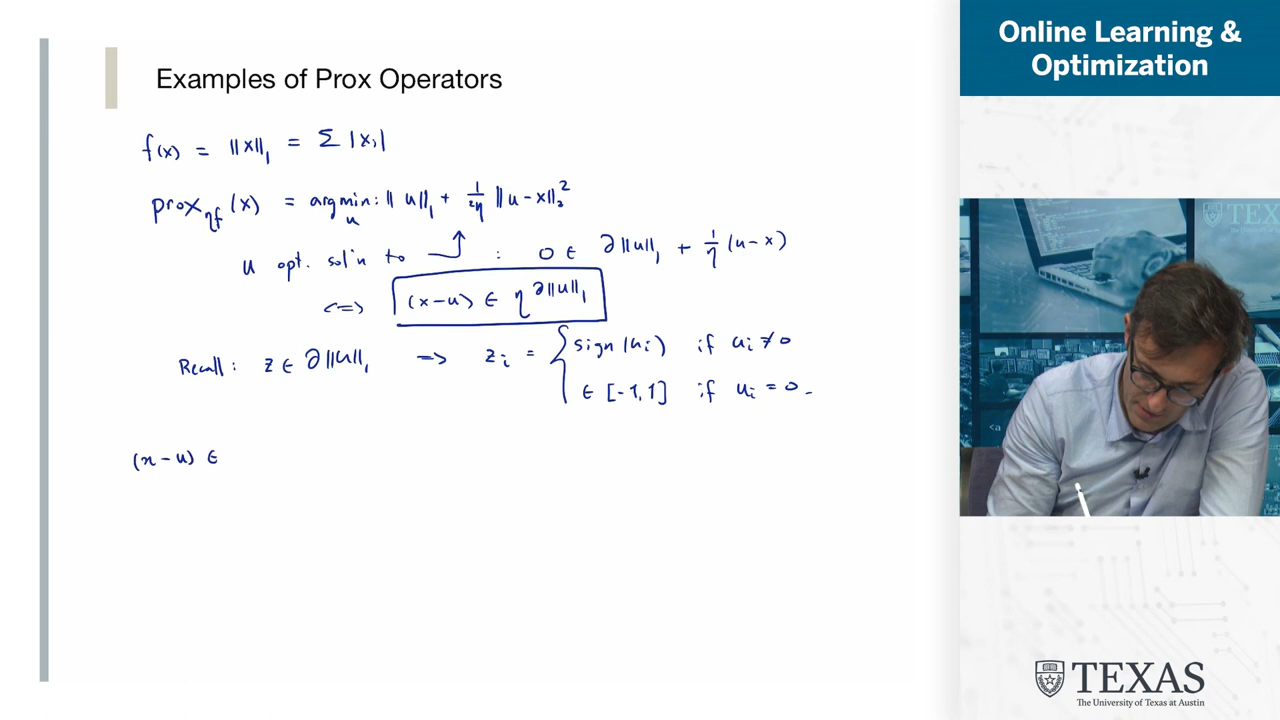 Online Learning &
Optimization
Examples of Prox Operators
f(x) = ||x||₁ = Σ |xᵢ|
prox_ηf (x) = argmin_u : ||u||₁ + 1/2η ||u-x||₂²
u opt. sol'n to : 0 ∈ ∂||u||₁ + 1/η (u-x)
<=> (x-u) ∈ η ∂||u||₁
Recall: z ∈ ∂||u||₁ => zᵢ = { sign(uᵢ) if uᵢ ≠ 0
∈ [-1,1] if uᵢ = 0.
(x-u) ∈
TEXAS
The University of Texas at Austin